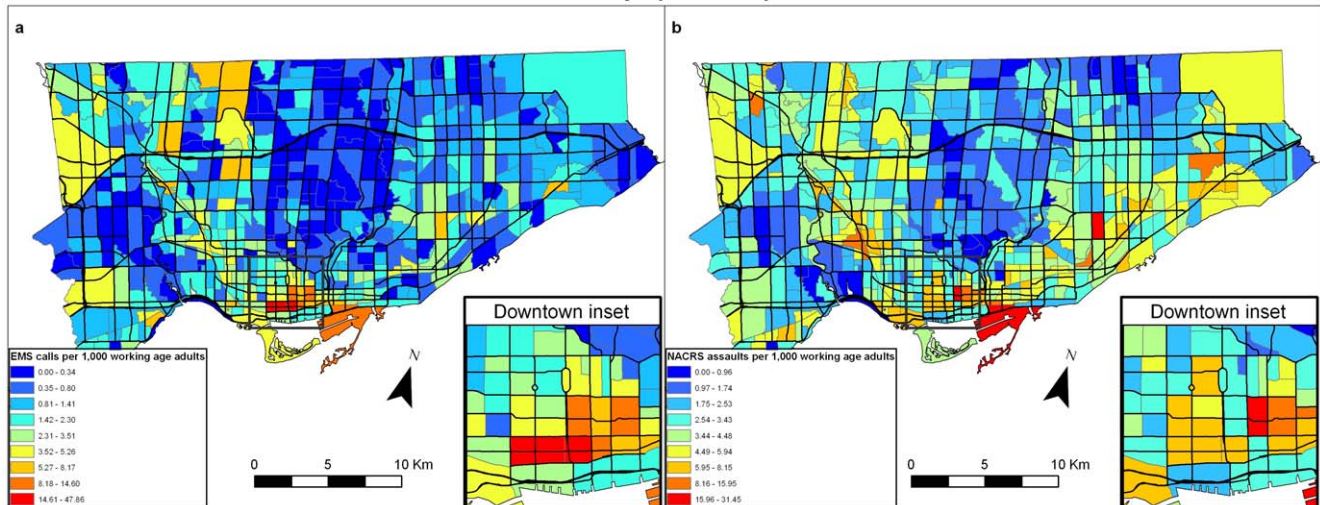 a
EMS calls per 1,000 working age adults
0.00 - 0.34
0.35 - 0.80
0.81 - 1.41
1.42 - 2.30
2.31 - 3.51
3.52 - 5.26
5.27 - 8.17
8.18 - 14.60
14.61 - 47.86
N
0 5 10 Km
Downtown inset
b
NACRS assaults per 1,000 working age adults
0.00 - 0.96
0.97 - 1.74
1.75 - 2.53
2.54 - 3.43
3.44 - 4.48
4.49 - 5.94
5.95 - 8.15
8.16 - 15.95
15.96 - 31.45
N
0 5 10 Km
Downtown inset